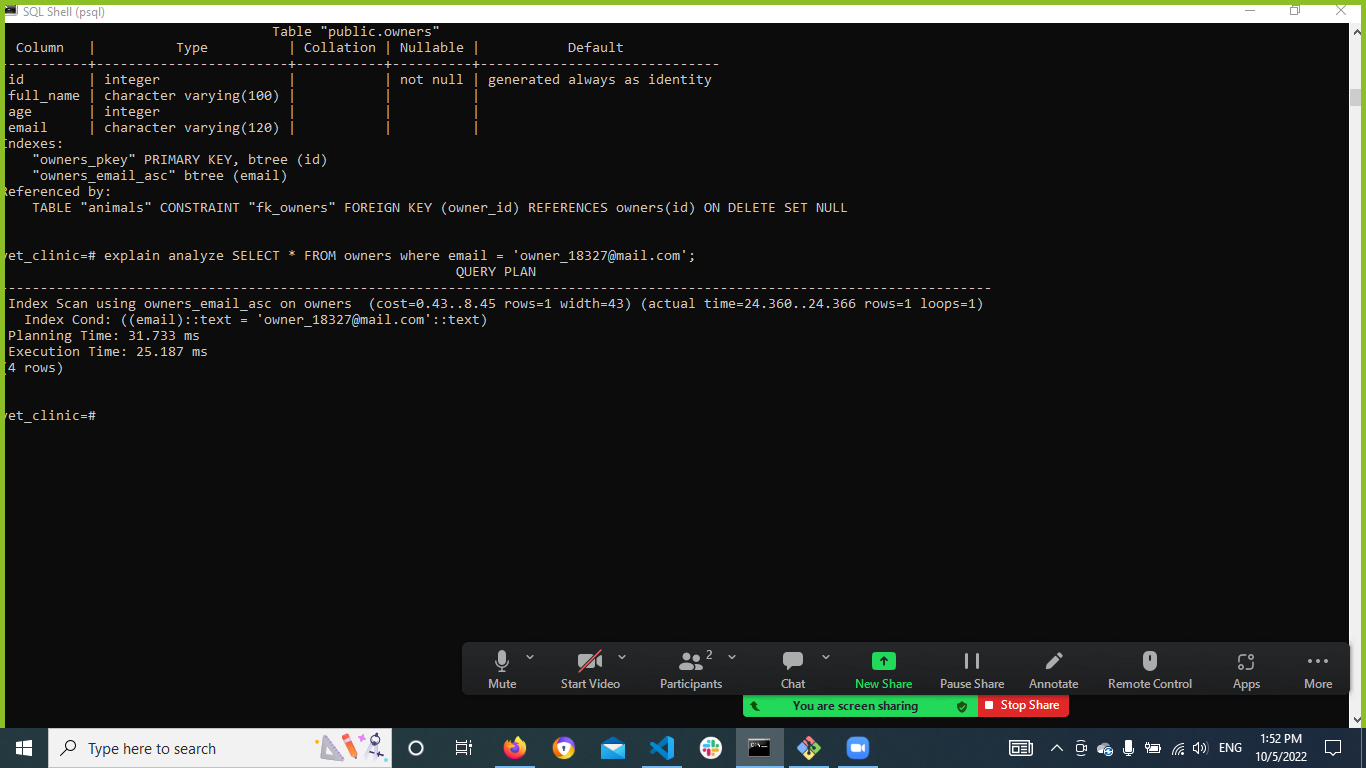 SQL Shell (psql)
Table "public.owners"
Column | Type | Collation | Nullable | Default
-----------+------------------------+-----------+----------+------------------------------
id | integer | | not null | generated always as identity
full_name | character varying(100) | | |
age | integer | | |
email | character varying(120) | | |
Indexes:
"owners_pkey" PRIMARY KEY, btree (id)
"owners_email_asc" btree (email)
Referenced by:
TABLE "animals" CONSTRAINT "fk_owners" FOREIGN KEY (owner_id) REFERENCES owners(id) ON DELETE SET NULL
vet_clinic=# explain analyze SELECT * FROM owners where email = 'owner_18327@mail.com';
QUERY PLAN
---------------------------------------------------------------------------------------------------------------------------
Index Scan using owners_email_asc on owners (cost=0.43..8.45 rows=1 width=43) (actual time=24.360..24.366 rows=1 loops=1)
Index Cond: ((email)::text = 'owner_18327@mail.com'::text)
Planning Time: 31.733 ms
Execution Time: 25.187 ms
(4 rows)
vet_clinic=#
2
Mute Start Video Participants Chat New Share Pause Share Annotate Remote Control Apps More
You are screen sharing Stop Share
Type here to search
ENG
1:52 PM
10/5/2022